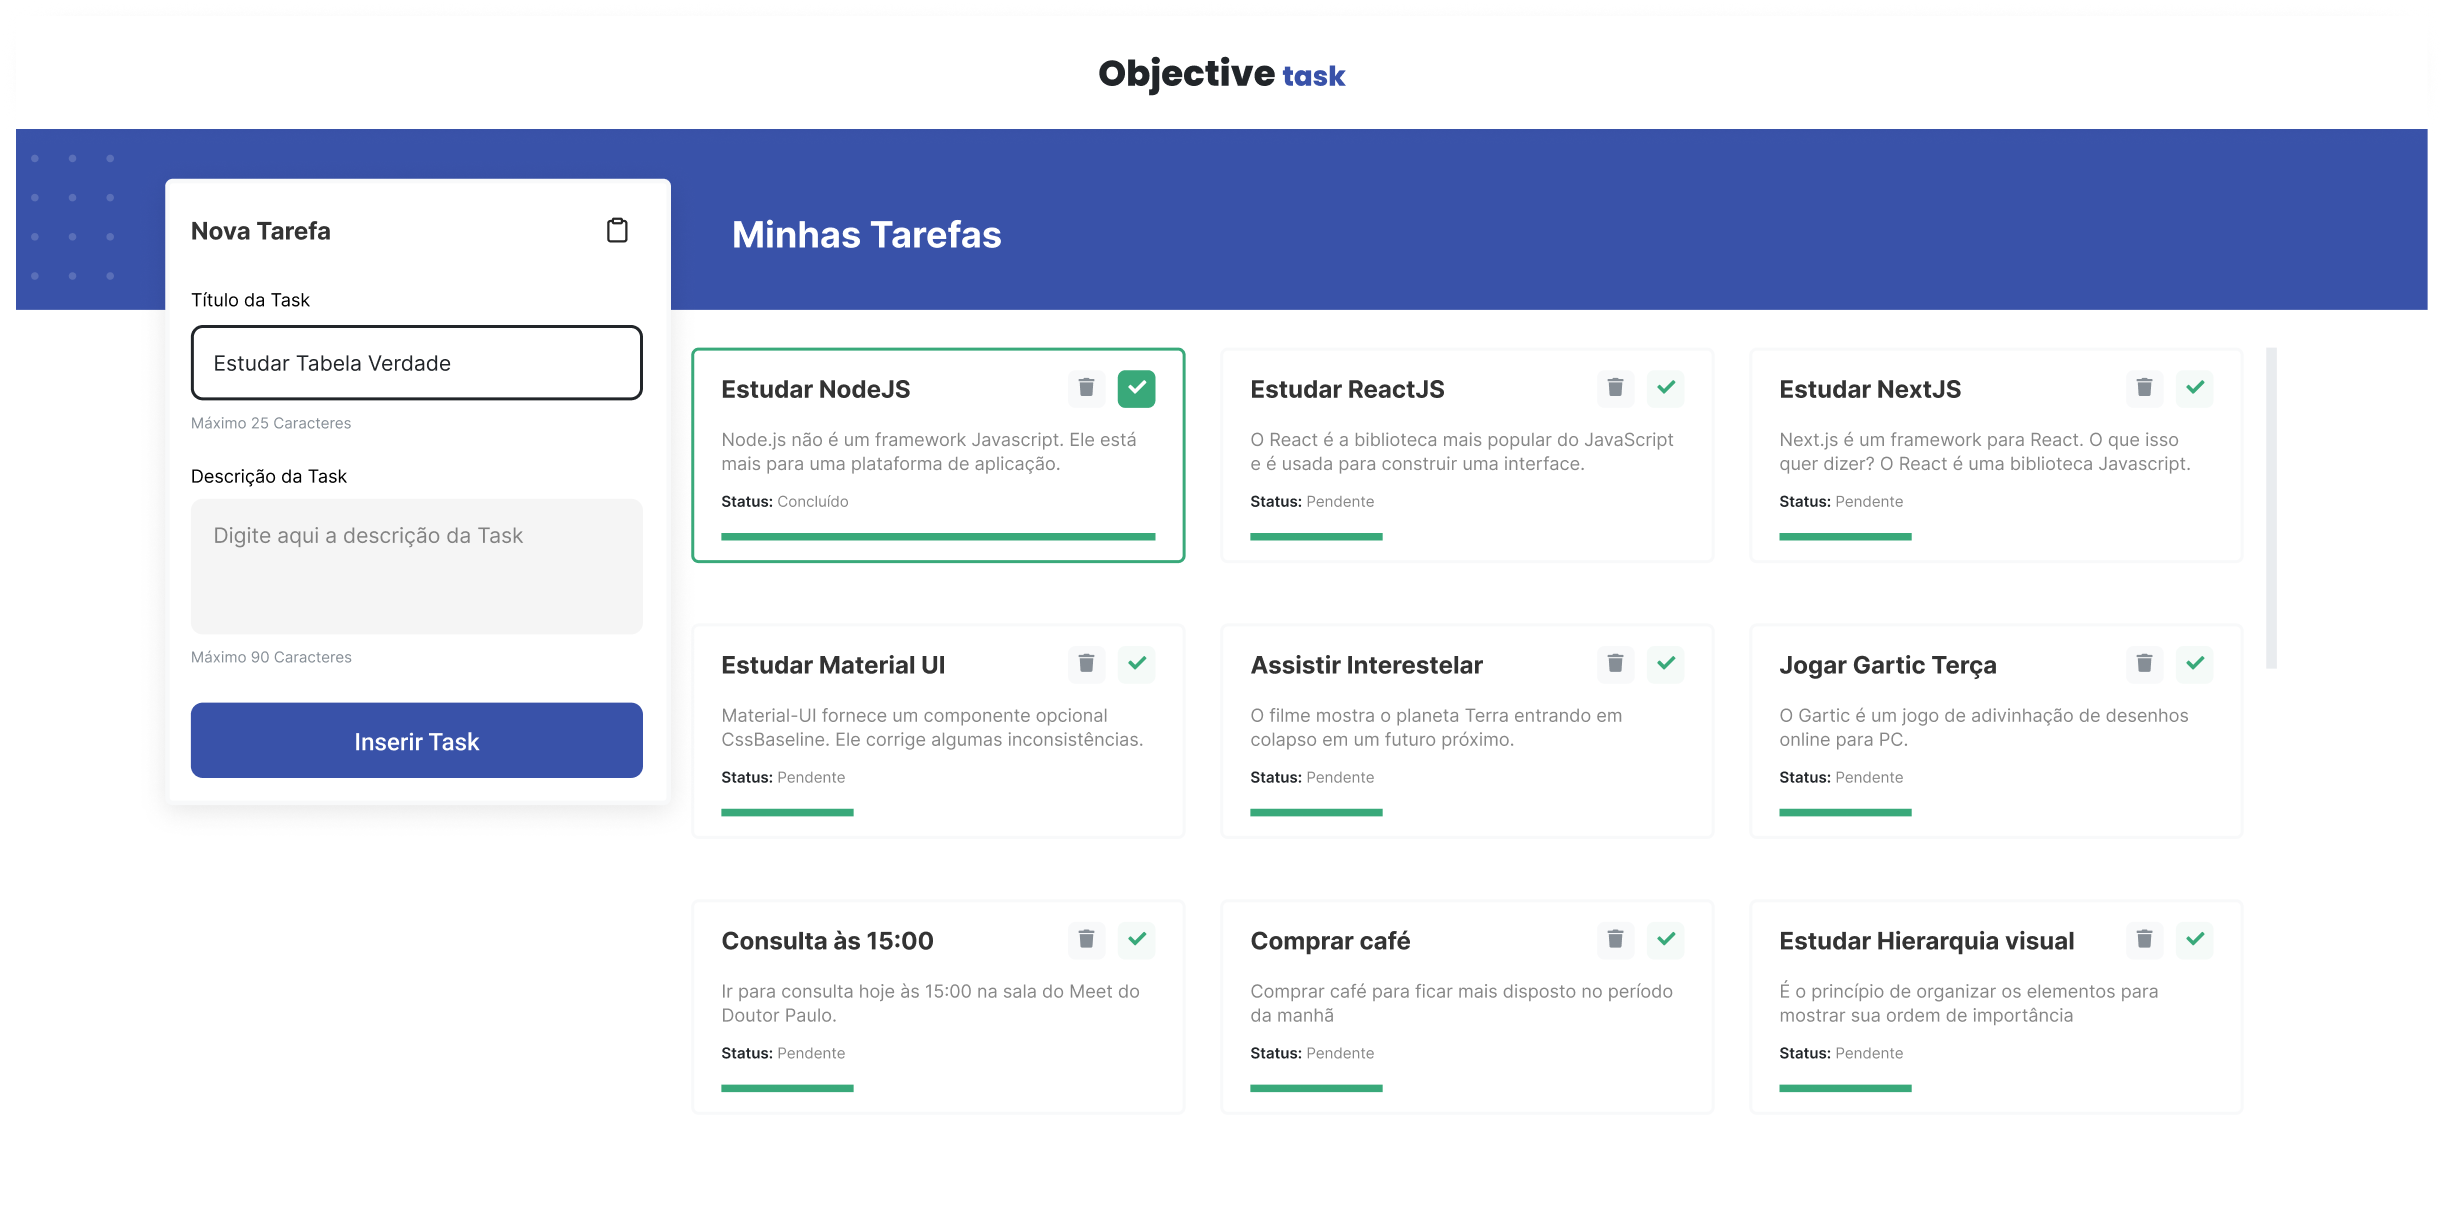 Objective task
Nova Tarefa
Título da Task
Estudar Tabela Verdade
Máximo 25 Caracteres
Descrição da Task
Digite aqui a descrição da Task
Máximo 90 Caracteres
Inserir Task
Minhas Tarefas
Estudar NodeJS
Node.js não é um framework Javascript. Ele está
mais para uma plataforma de aplicação.
Status: Concluído
Estudar ReactJS
O React é a biblioteca mais popular do JavaScript
e é usada para construir uma interface.
Status: Pendente
Estudar NextJS
Next.js é um framework para React. O que isso
quer dizer? O React é uma biblioteca Javascript.
Status: Pendente
Estudar Material UI
Material-UI fornece um componente opcional
CssBaseline. Ele corrige algumas inconsistências.
Status: Pendente
Assistir Interestelar
O filme mostra o planeta Terra entrando em
colapso em um futuro próximo.
Status: Pendente
Jogar Gartic Terça
O Gartic é um jogo de adivinhação de desenhos
online para PC.
Status: Pendente
Consulta às 15:00
Ir para consulta hoje às 15:00 na sala do Meet do
Doutor Paulo.
Status: Pendente
Comprar café
Comprar café para ficar mais disposto no período
da manhã
Status: Pendente
Estudar Hierarquia visual
É o princípio de organizar os elementos para
mostrar sua ordem de importância
Status: Pendente